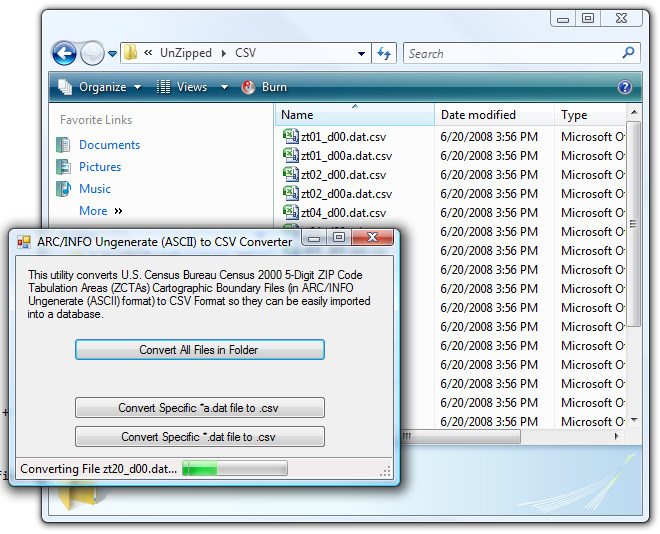 UnZipped CSV
Search
Organize Views Burn
Favorite Links
Documents
Pictures
Music
More
Name Date modified Type
zt01_d00.dat.csv 6/20/2008 3:56 PM Microsoft O
zt01_d00a.dat.csv 6/20/2008 3:56 PM Microsoft O
zt02_d00.dat.csv 6/20/2008 3:56 PM Microsoft O
zt02_d00a.dat.csv 6/20/2008 3:56 PM Microsoft O
zt04_d00.dat.csv 6/20/2008 3:56 PM Microsoft O
6/20/2008 3:56 PM Microsoft O
6/20/2008 3:56 PM Microsoft O
6/20/2008 3:56 PM Microsoft O
6/20/2008 3:56 PM Microsoft O
6/20/2008 3:56 PM Microsoft O
6/20/2008 3:56 PM Microsoft O
6/20/2008 3:56 PM Microsoft O
6/20/2008 3:56 PM Microsoft O
6/20/2008 3:56 PM Microsoft O
6/20/2008 3:56 PM Microsoft O
6/20/2008 3:56 PM Microsoft O
ARC/INFO Ungenerate (ASCII) to CSV Converter
This utility converts U.S. Census Bureau Census 2000 5-Digit ZIP Code
Tabulation Areas (ZCTAs) Cartographic Boundary Files (in ARC/INFO
Ungenerate (ASCII) format) to CSV Format so they can be easily imported
into a database.
Convert All Files in Folder
Convert Specific *a.dat file to .csv
Convert Specific *.dat file to .csv
Converting File zt20_d00.dat...
+
fi